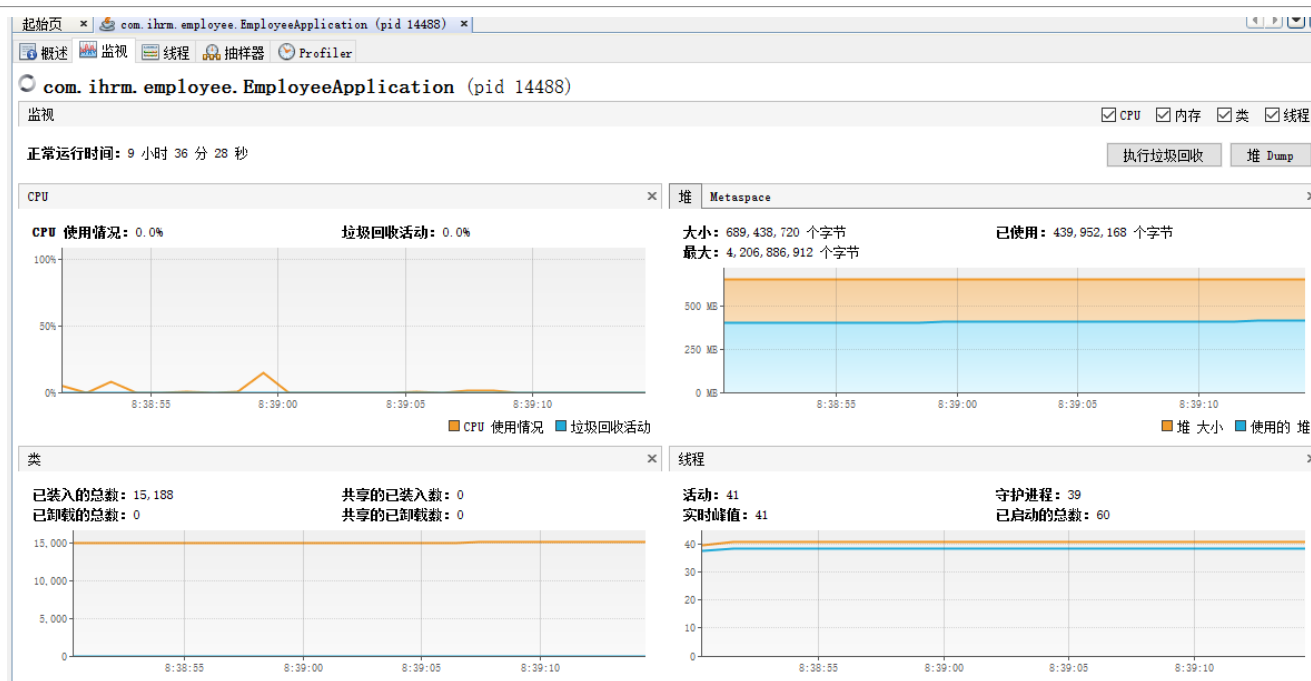 起始页 × com.ihrm.employee.EmployeeApplication (pid 14488) ×
概述 监视 线程 抽样器 Profiler
com.ihrm.employee.EmployeeApplication (pid 14488)
监视 CPU 内存 类 线程
正常运行时间: 9 小时 36 分 28 秒 执行垃圾回收 堆 Dump
CPU ×
CPU 使用情况: 0.0% 垃圾回收活动: 0.0%
100%
50%
0%
8:38:55 8:39:00 8:39:05 8:39:10
CPU 使用情况 垃圾回收活动
堆 Metaspace
大小: 689,438,720 个字节 已使用: 439,952,168 个字节
最大: 4,206,886,912 个字节
500 MB
250 MB
0 MB
8:38:55 8:39:00 8:39:05 8:39:10
堆 大小 使用的 堆
类 ×
已装入的总数: 15,188 共享的已装入数: 0
已卸载的总数: 0 共享的已卸载数: 0
15,000
10,000
5,000
0
8:38:55 8:39:00 8:39:05 8:39:10
线程
活动: 41 守护进程: 39
实时峰值: 41 已启动的总数: 60
40
30
20
10
0
8:38:55 8:39:00 8:39:05 8:39:10